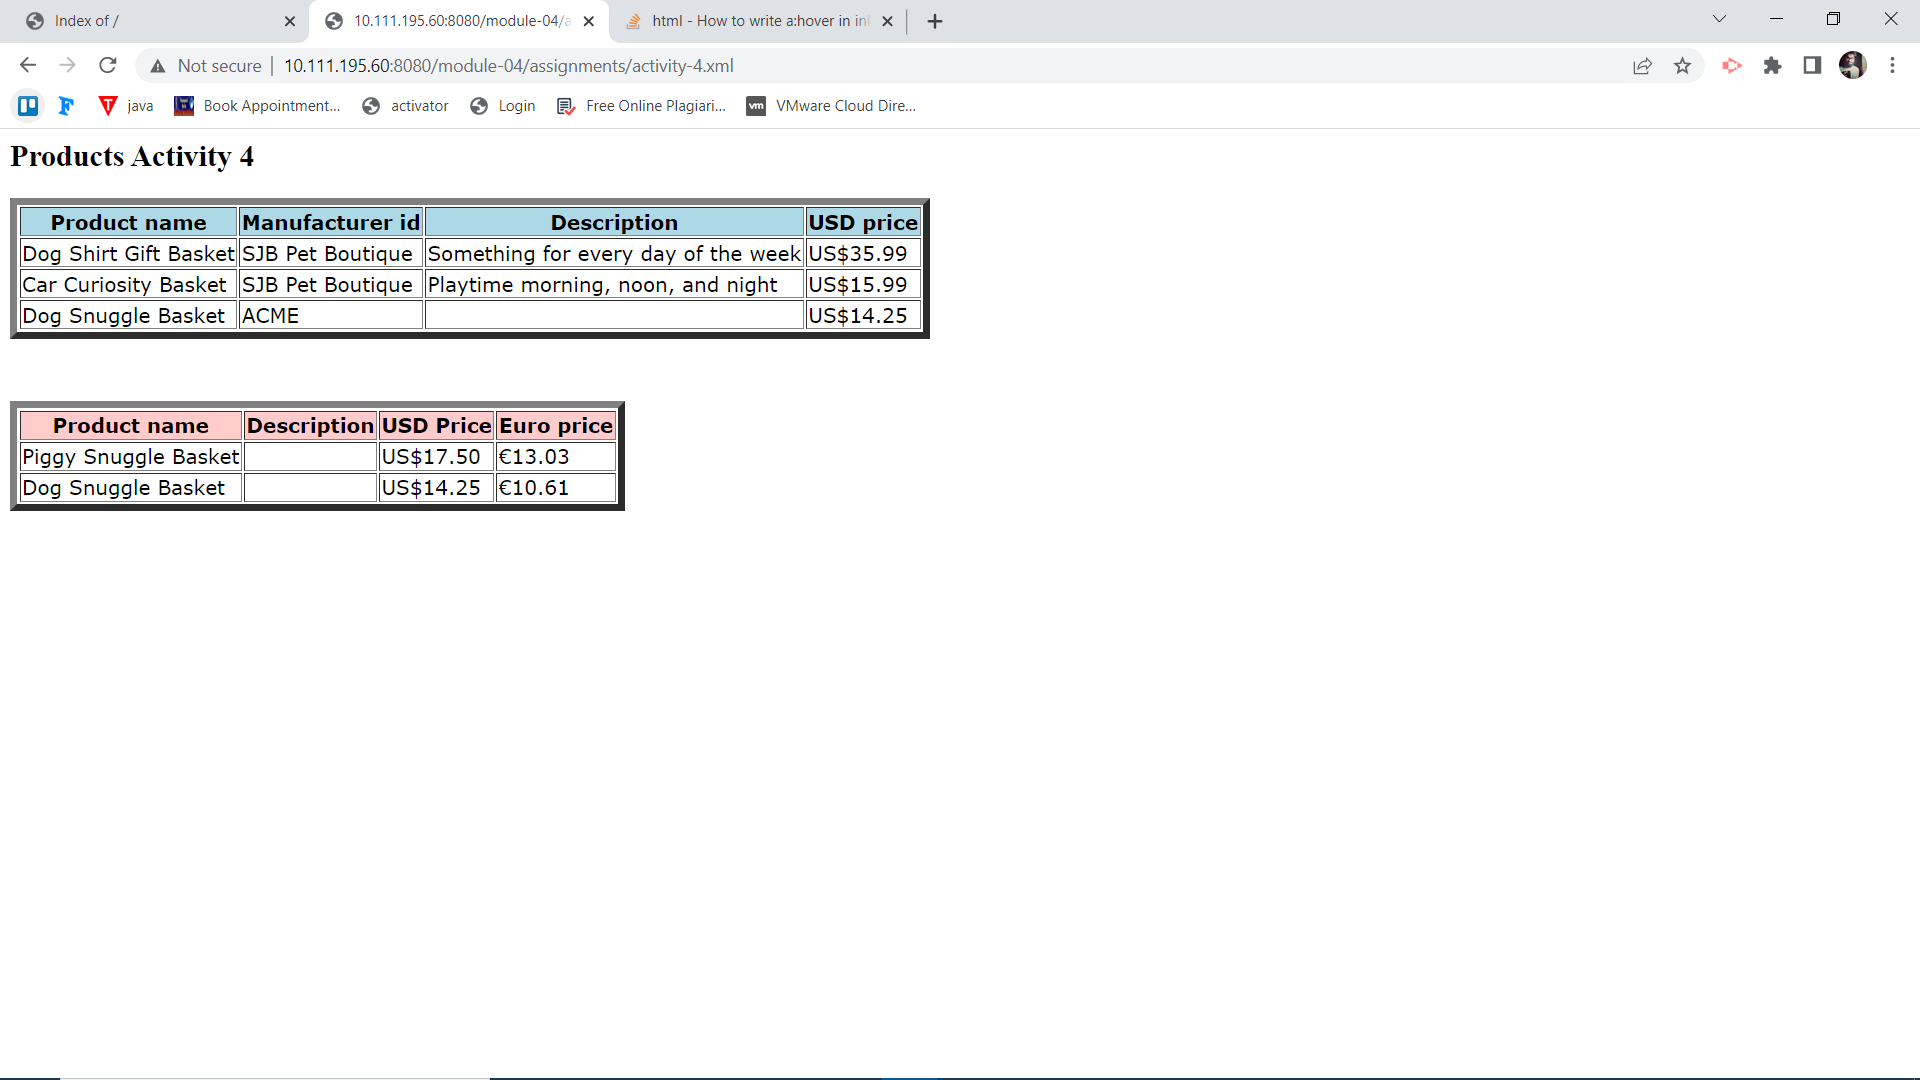 Index of /
10.111.195.60:8080/module-04/a
html - How to write a:hover in inl
Not secure
10.111.195.60:8080/module-04/assignments/activity-4.xml
java
Book Appointment...
activator
Login
Free Online Plagiari...
vm
VMware Cloud Dire...
Products Activity 4
Product name Manufacturer id Description USD price
Dog Shirt Gift Basket SJB Pet Boutique Something for every day of the week US$35.99
Car Curiosity Basket SJB Pet Boutique Playtime morning, noon, and night US$15.99
Dog Snuggle Basket ACME US$14.25
Product name Description USD Price Euro price
Piggy Snuggle Basket US$17.50 €13.03
Dog Snuggle Basket US$14.25 €10.61